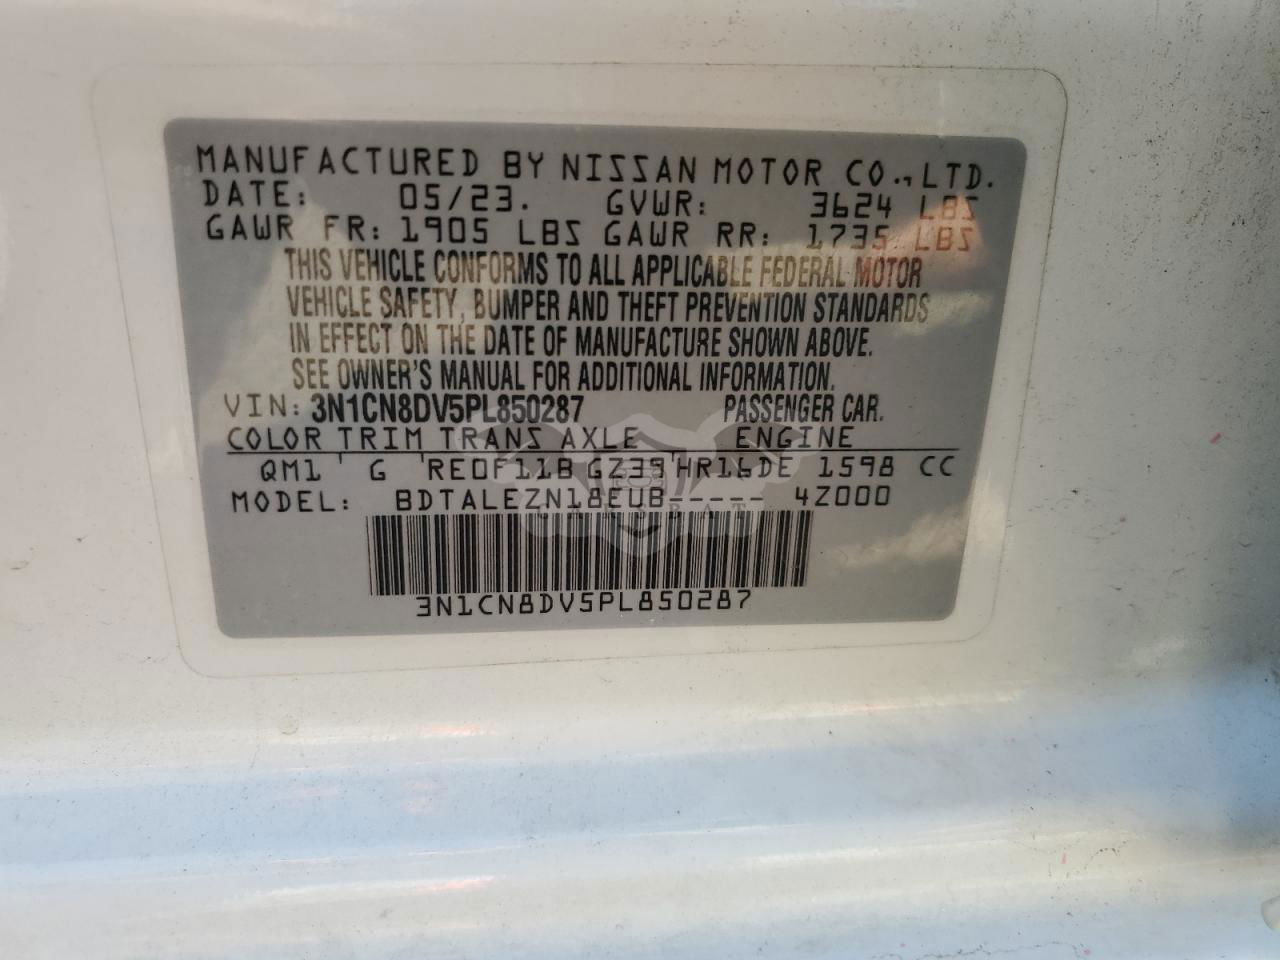 MANUFACTURED BY NISSAN MOTOR CO., LTD.
DATE: 05/23. GVWR: 3624 LBS
GAWR FR: 1905 LBS GAWR RR: 1735 LBS
THIS VEHICLE CONFORMS TO ALL APPLICABLE FEDERAL MOTOR
VEHICLE SAFETY, BUMPER AND THEFT PREVENTION STANDARDS
IN EFFECT ON THE DATE OF MANUFACTURE SHOWN ABOVE.
SEE OWNER'S MANUAL FOR ADDITIONAL INFORMATION.
VIN: 3N1CN8DV5PL850287 PASSENGER CAR.
COLOR TRIM TRANS AXLE ENGINE
QM1 ' G ' RE0F11B GZ39 'HR16DE 1598 CC
MODEL: BDTALEZN18EUB----- 4Z000
3N1CN8DV5PL850287